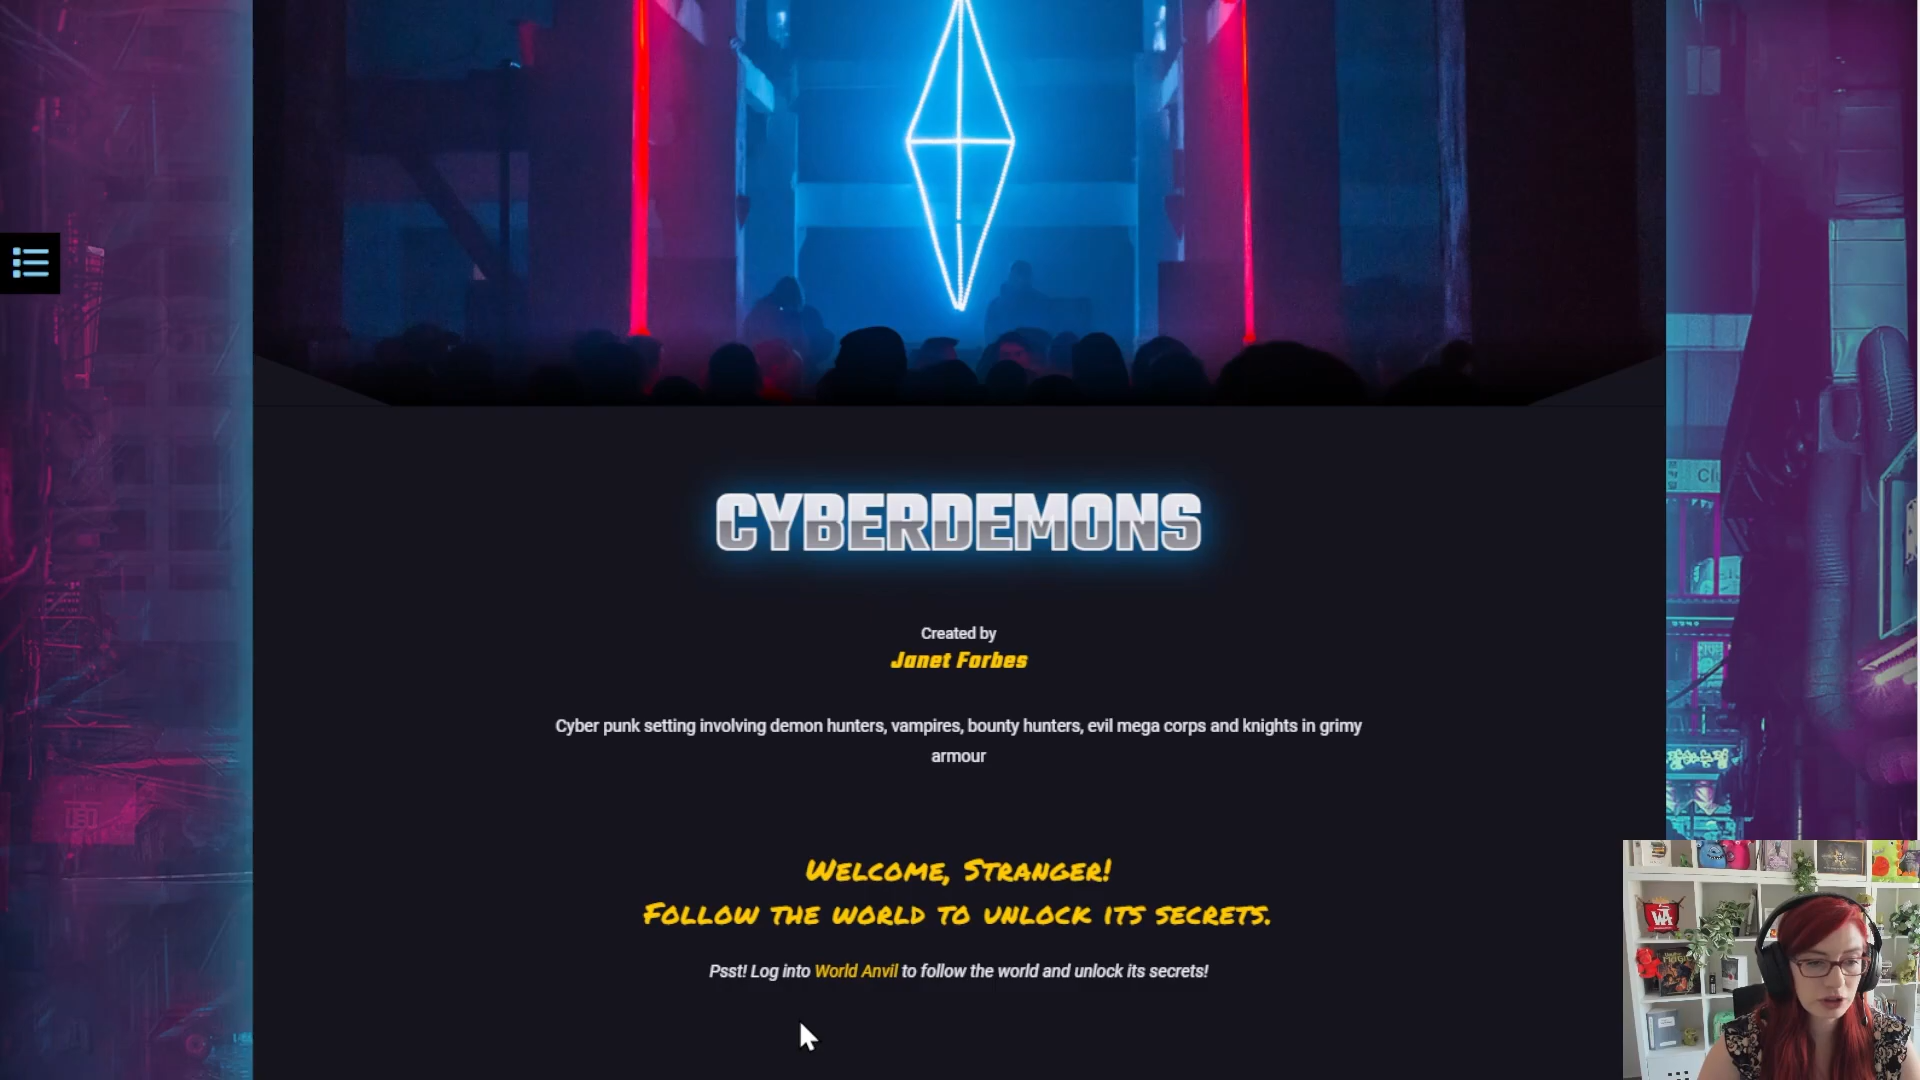 CYBERDEMONS
Created by
Janet Forbes
Cyber punk setting involving demon hunters, vampires, bounty hunters, evil mega corps and knights in grimy
armour
Welcome, Stranger!
Follow the world to unlock its secrets.
Psst! Log into World Anvil to follow the world and unlock its secrets!